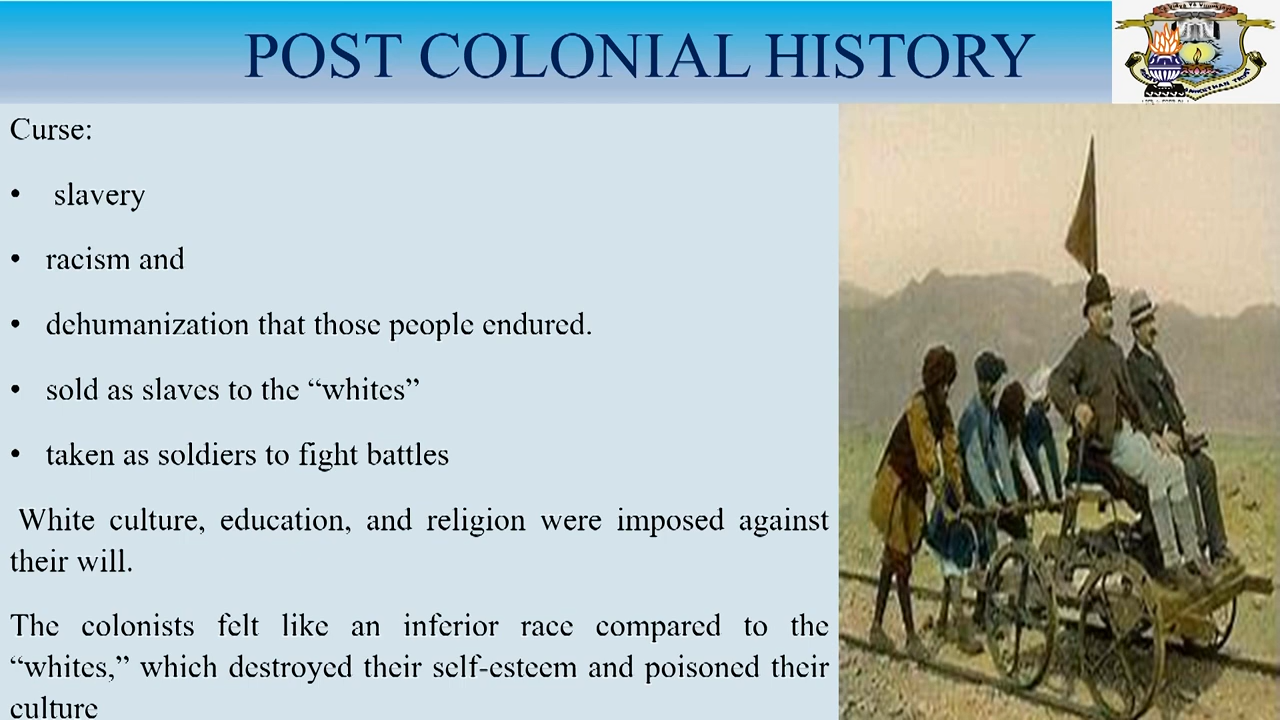 POST COLONIAL HISTORY
Curse:
• slavery
• racism and
• dehumanization that those people endured.
• sold as slaves to the “whites”
• taken as soldiers to fight battles
White culture, education, and religion were imposed against
their will.
The colonists felt like an inferior race compared to the
“whites,” which destroyed their self-esteem and poisoned their
culture